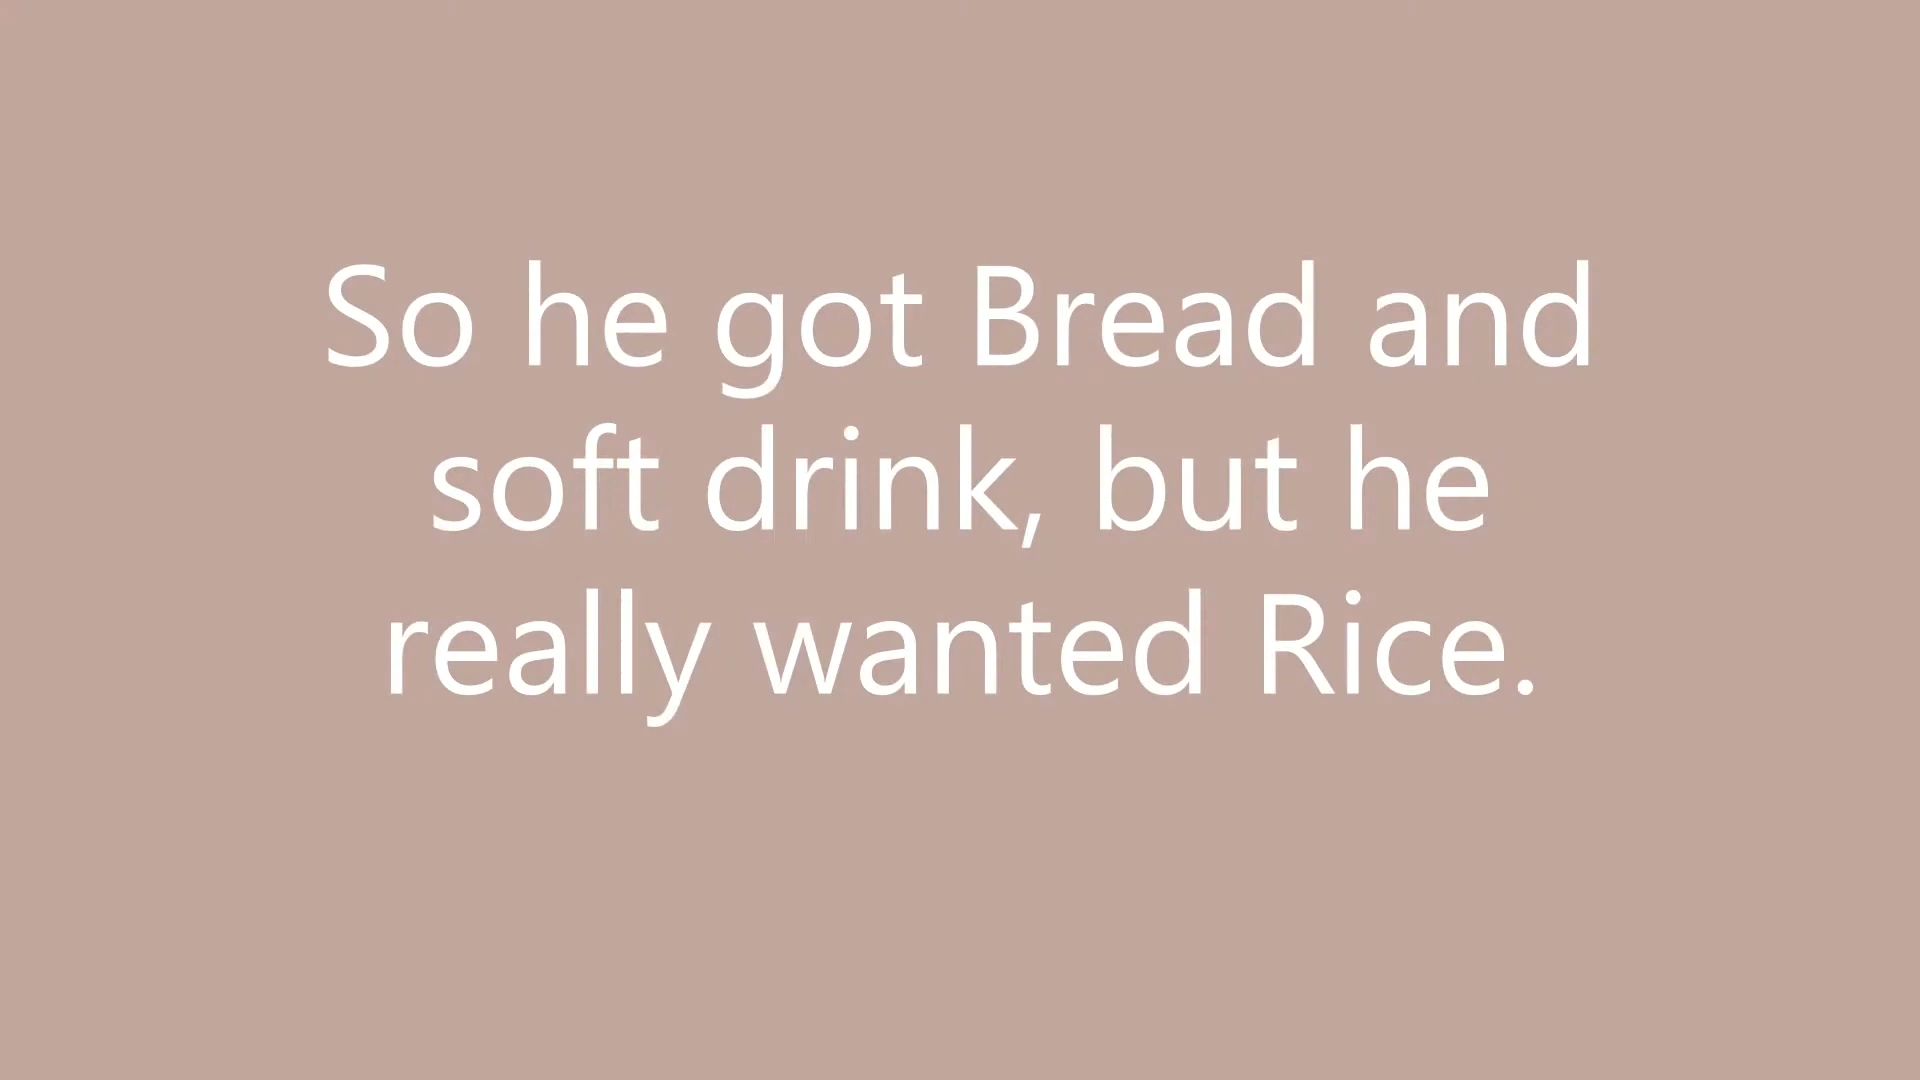 So he got Bread and
soft drink, but he
really wanted Rice.